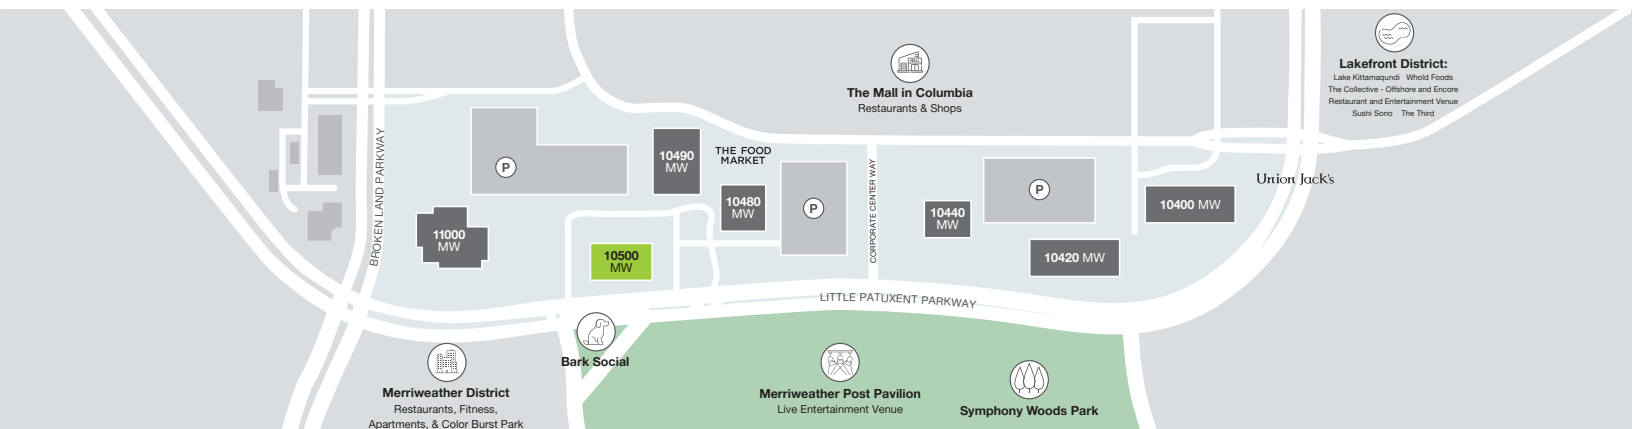 Lakefront District:
Lake Kittamaqundi   Whold Foods
The Collective - Offshore and Encore
Restaurant and Entertainment Venue
Sushi Sono   The Third
MALL
The Mall in Columbia
Restaurants & Shops
BROKEN LAND PARKWAY
P
10490
MW
THE FOOD
MARKET
10480
MW
P
CORPORATE CENTER WAY
P
10440
MW
10400 MW
Union Jack's
11000
MW
10500
MW
10420 MW
LITTLE PATUXENT PARKWAY
Bark Social
Merriweather District
Restaurants, Fitness,
Apartments, & Color Burst Park
Merriweather Post Pavilion
Live Entertainment Venue
Symphony Woods Park